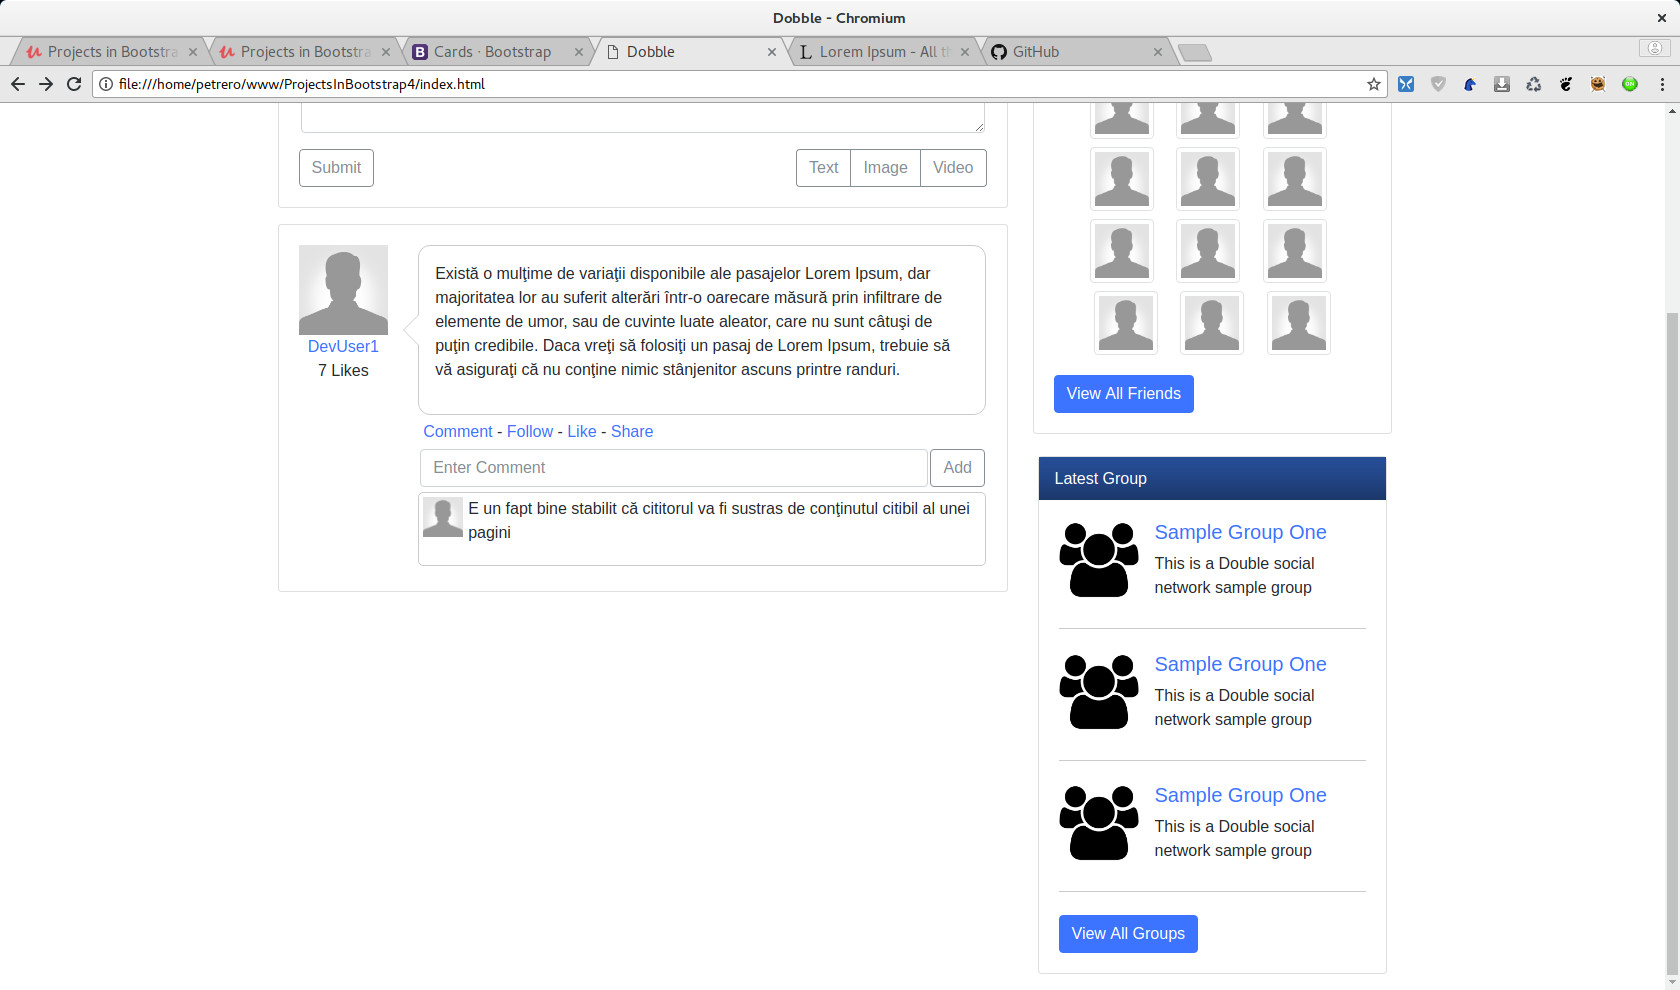 Dobble - Chromium
Projects in Bootstra
Projects in Bootstra
Cards · Bootstrap
Dobble
Lorem Ipsum - All t
GitHub
file:///home/petrero/www/ProjectsInBootstrap4/index.html
ON
Submit
Text Image Video
Există o mulţime de variaţii disponibile ale pasajelor Lorem Ipsum, dar
majoritatea lor au suferit alterări într-o oarecare măsură prin infiltrare de
elemente de umor, sau de cuvinte luate aleator, care nu sunt câtuşi de
puţin credibile. Daca vreţi să folosiţi un pasaj de Lorem Ipsum, trebuie să
vă asiguraţi că nu conţine nimic stânjenitor ascuns printre randuri.
DevUser1
7 Likes
Comment - Follow - Like - Share
Enter Comment
Add
E un fapt bine stabilit că cititorul va fi sustras de conţinutul citibil al unei
pagini
View All Friends
Latest Group
Sample Group One
This is a Double social
network sample group
Sample Group One
This is a Double social
network sample group
Sample Group One
This is a Double social
network sample group
View All Groups